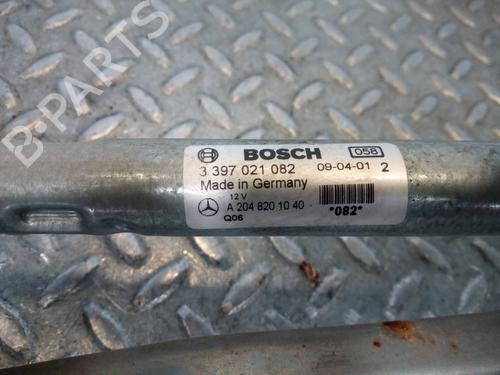 B-PARTS
BOSCH 058
3 397 021 082 09-04-01 2
Made in Germany
12 V
A 204 820 10 40
Q06 *082*